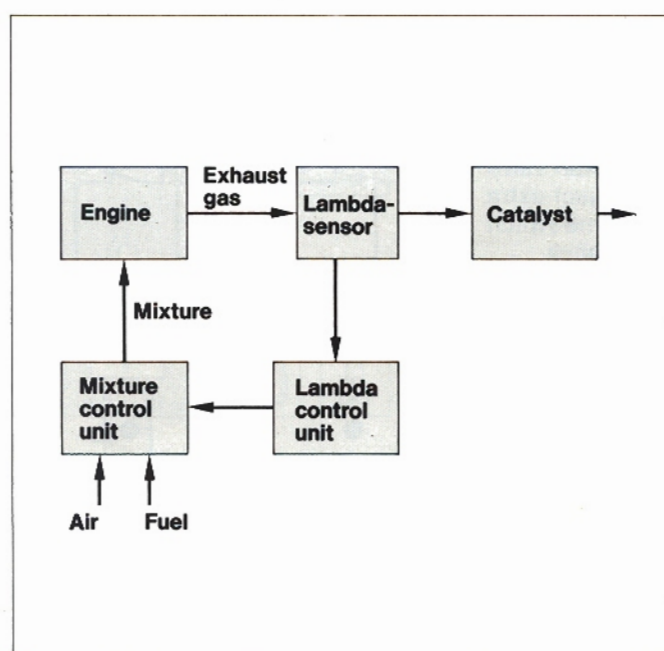 Exhaust
gas
Engine
Lambda-
sensor
Catalyst
Mixture
Mixture
control
unit
Lambda
control
unit
Air
Fuel